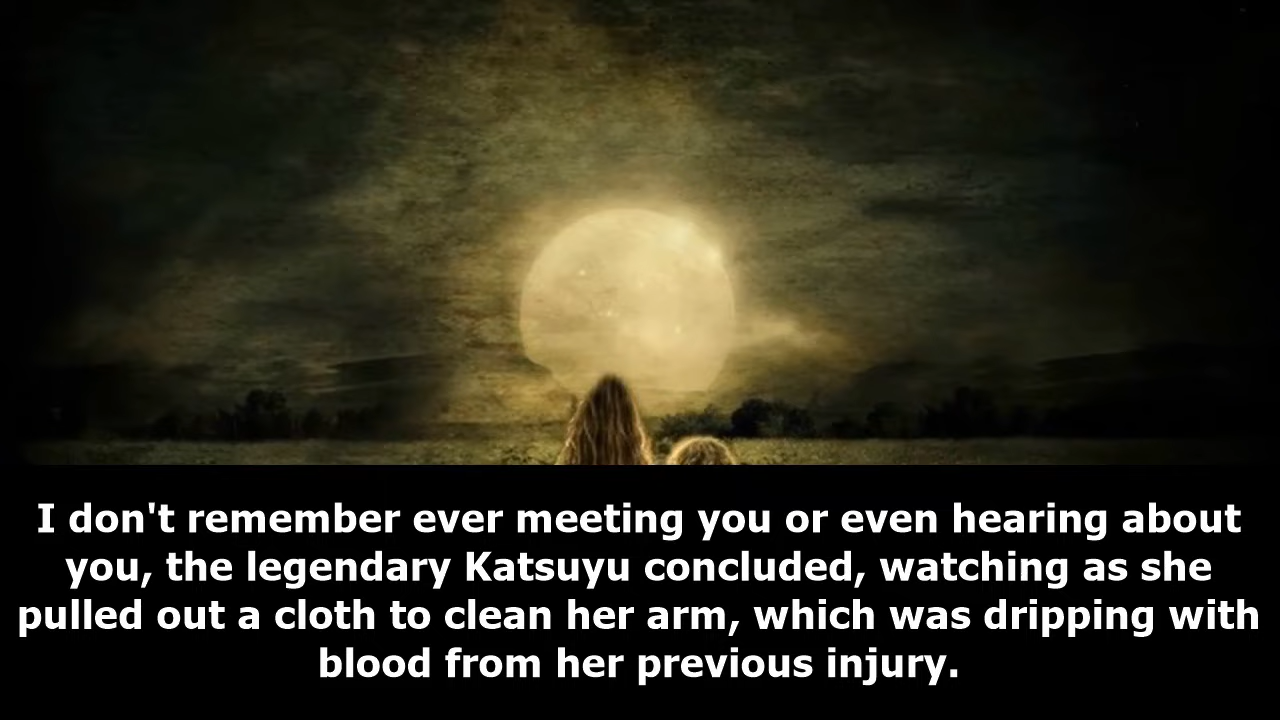 I don't remember ever meeting you or even hearing about
you, the legendary Katsuyu concluded, watching as she
pulled out a cloth to clean her arm, which was dripping with
blood from her previous injury.